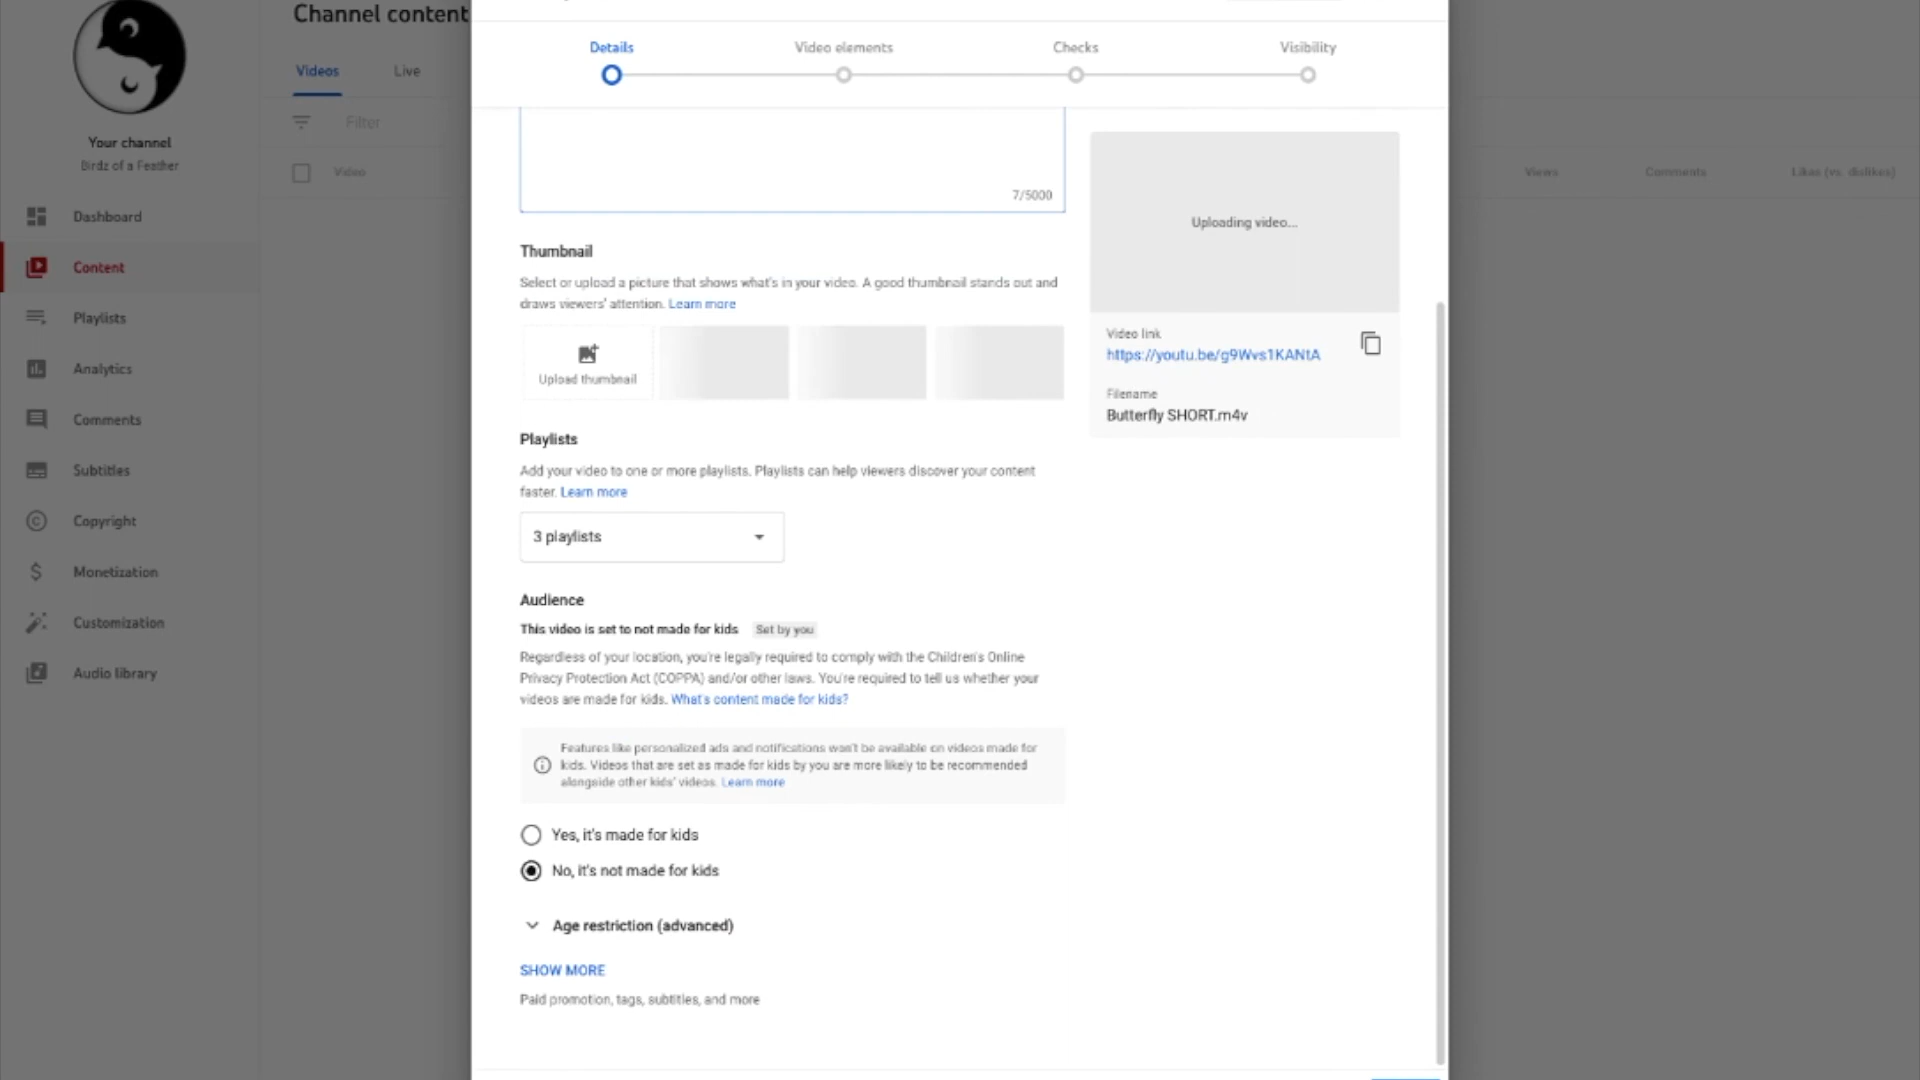 Channel content
Videos
Live
Filter
Video
Your channel
Birdz of a Feather
Dashboard
Content
Playlists
Analytics
Comments
Subtitles
Copyright
Monetization
Customization
Audio library
Details
Video elements
Checks
Visibility
7/5000
Thumbnail
Select or upload a picture that shows what's in your video. A good thumbnail stands out and
draws viewers' attention. Learn more
Upload thumbnail
Playlists
Add your video to one or more playlists. Playlists can help viewers discover your content
faster. Learn more
3 playlists
Audience
This video is set to not made for kids Set by you
Regardless of your location, you're legally required to comply with the Children's Online
Privacy Protection Act (COPPA) and/or other laws. You're required to tell us whether your
videos are made for kids. What's content made for kids?
Features like personalized ads and notifications won't be available on videos made for
kids. Videos that are set as made for kids by you are more likely to be recommended
alongside other kids' videos. Learn more
Yes, it's made for kids
No, it's not made for kids
Age restriction (advanced)
SHOW MORE
Paid promotion, tags, subtitles, and more
Uploading video...
Video link
https://youtu.be/g9Wvs1KANtA
Filename
Butterfly SHORT.m4v
Views
Comments
Likes (vs. dislikes)